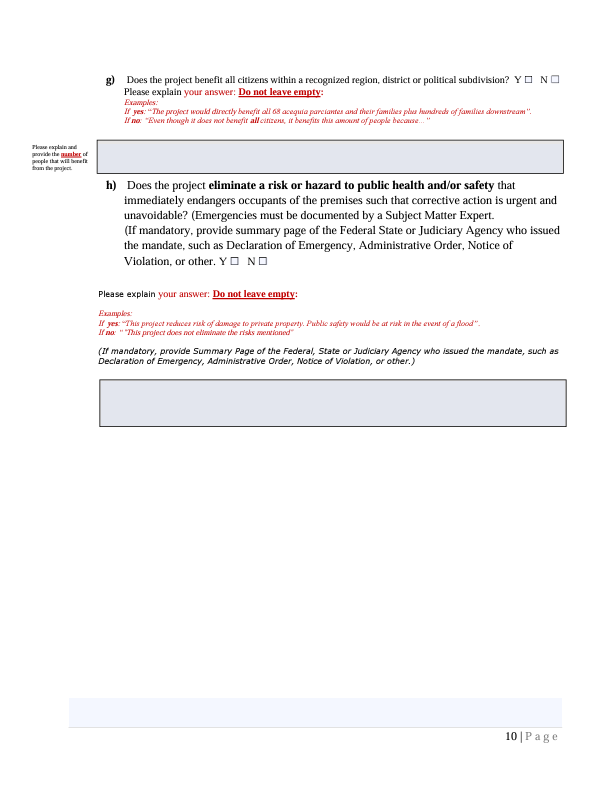 g) Does the project benefit all citizens within a recognized region, district or political subdivision? Y ☐ N ☐
Please explain your answer: Do not leave empty:
Examples:
If yes: "The project would directly benefit all 68 acequia parciantes and their families plus hundreds of families downstream".
If no: "Even though it does not benefit all citizens, it benefits this amount of people because… "
Please explain and
provide the number of
people that will benefit
from the project.
h) Does the project eliminate a risk or hazard to public health and/or safety that
immediately endangers occupants of the premises such that corrective action is urgent and
unavoidable? (Emergencies must be documented by a Subject Matter Expert.
(If mandatory, provide summary page of the Federal State or Judiciary Agency who issued
the mandate, such as Declaration of Emergency, Administrative Order, Notice of
Violation, or other. Y ☐ N ☐
Please explain your answer: Do not leave empty:
Examples:
If yes: "This project reduces risk of damage to private property. Public safety would be at risk in the event of a flood".
If no: ""This project does not eliminate the risks mentioned"
(If mandatory, provide Summary Page of the Federal, State or Judiciary Agency who issued the mandate, such as
Declaration of Emergency, Administrative Order, Notice of Violation, or other.)
10 | Page